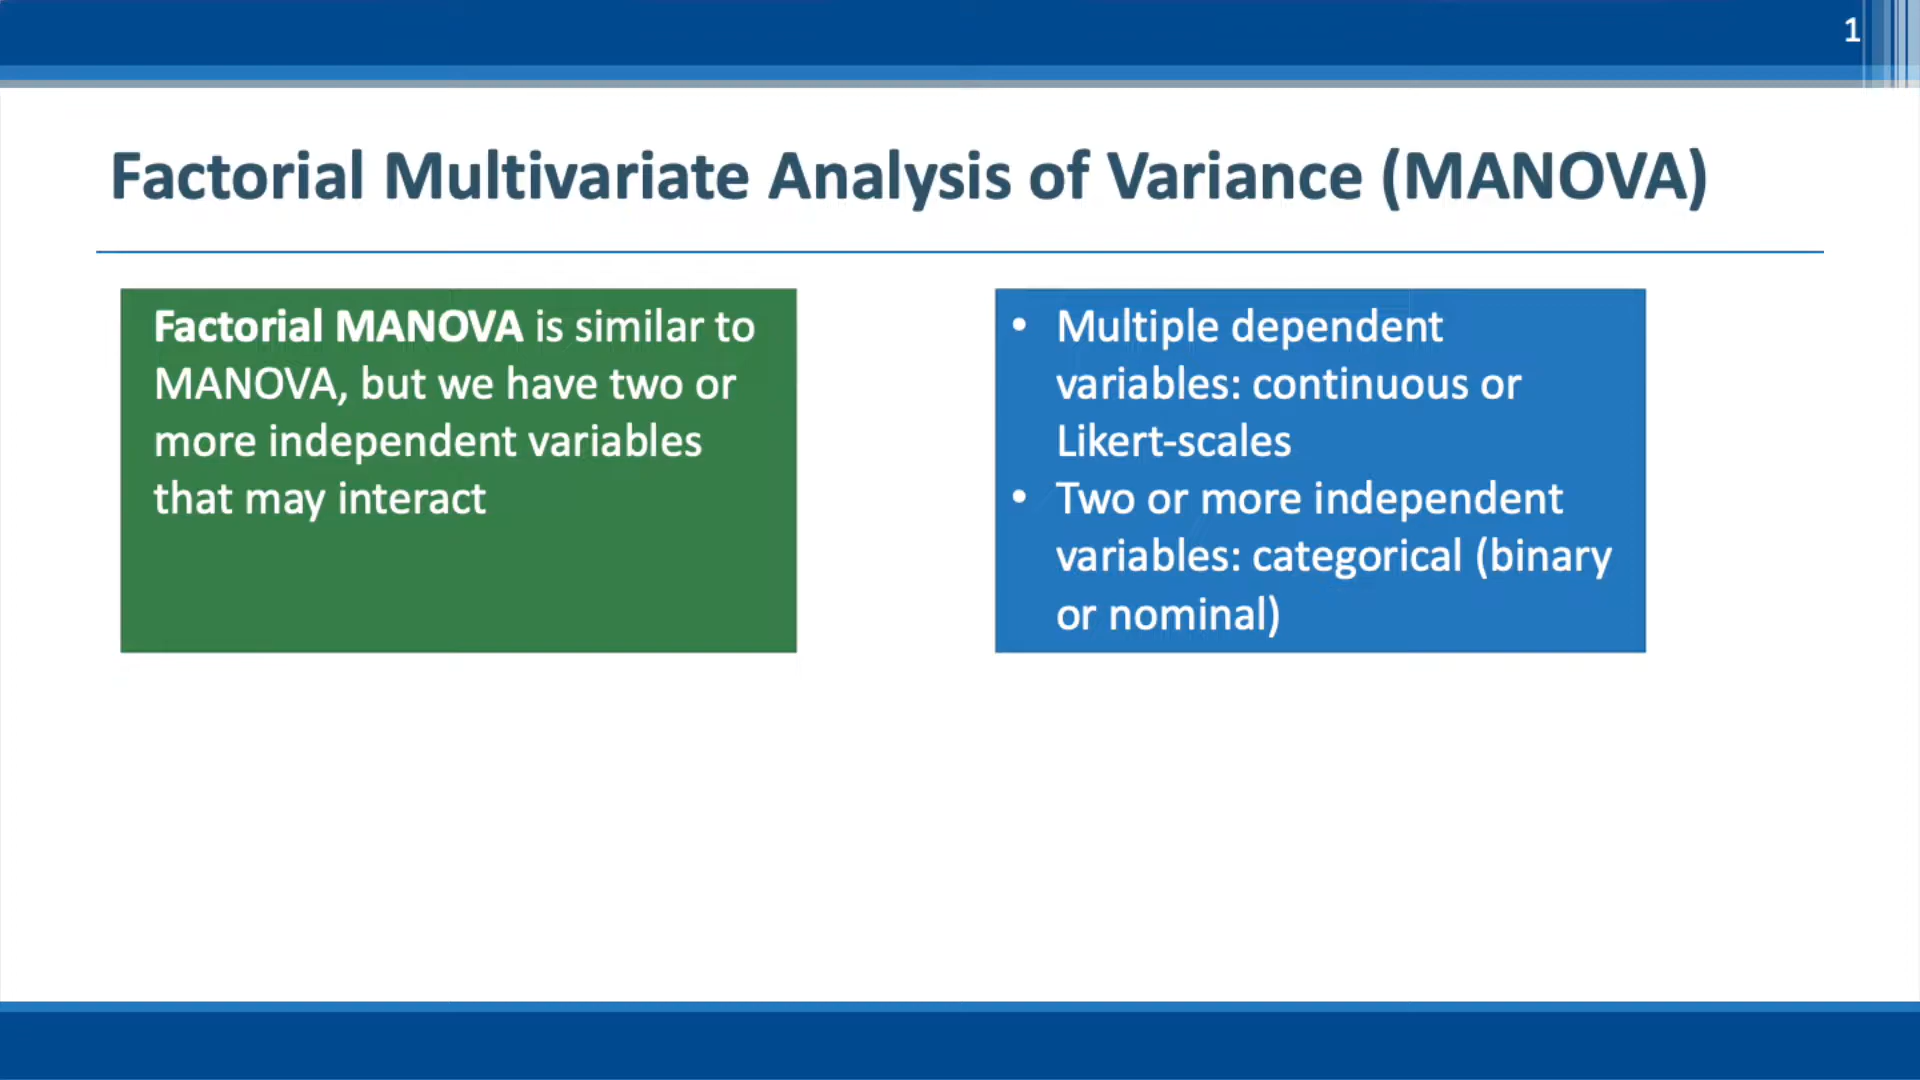 1
Factorial Multivariate Analysis of Variance (MANOVA)
Factorial MANOVA is similar to
MANOVA, but we have two or
more independent variables
that may interact
• Multiple dependent
variables: continuous or
Likert-scales
• Two or more independent
variables: categorical (binary
or nominal)